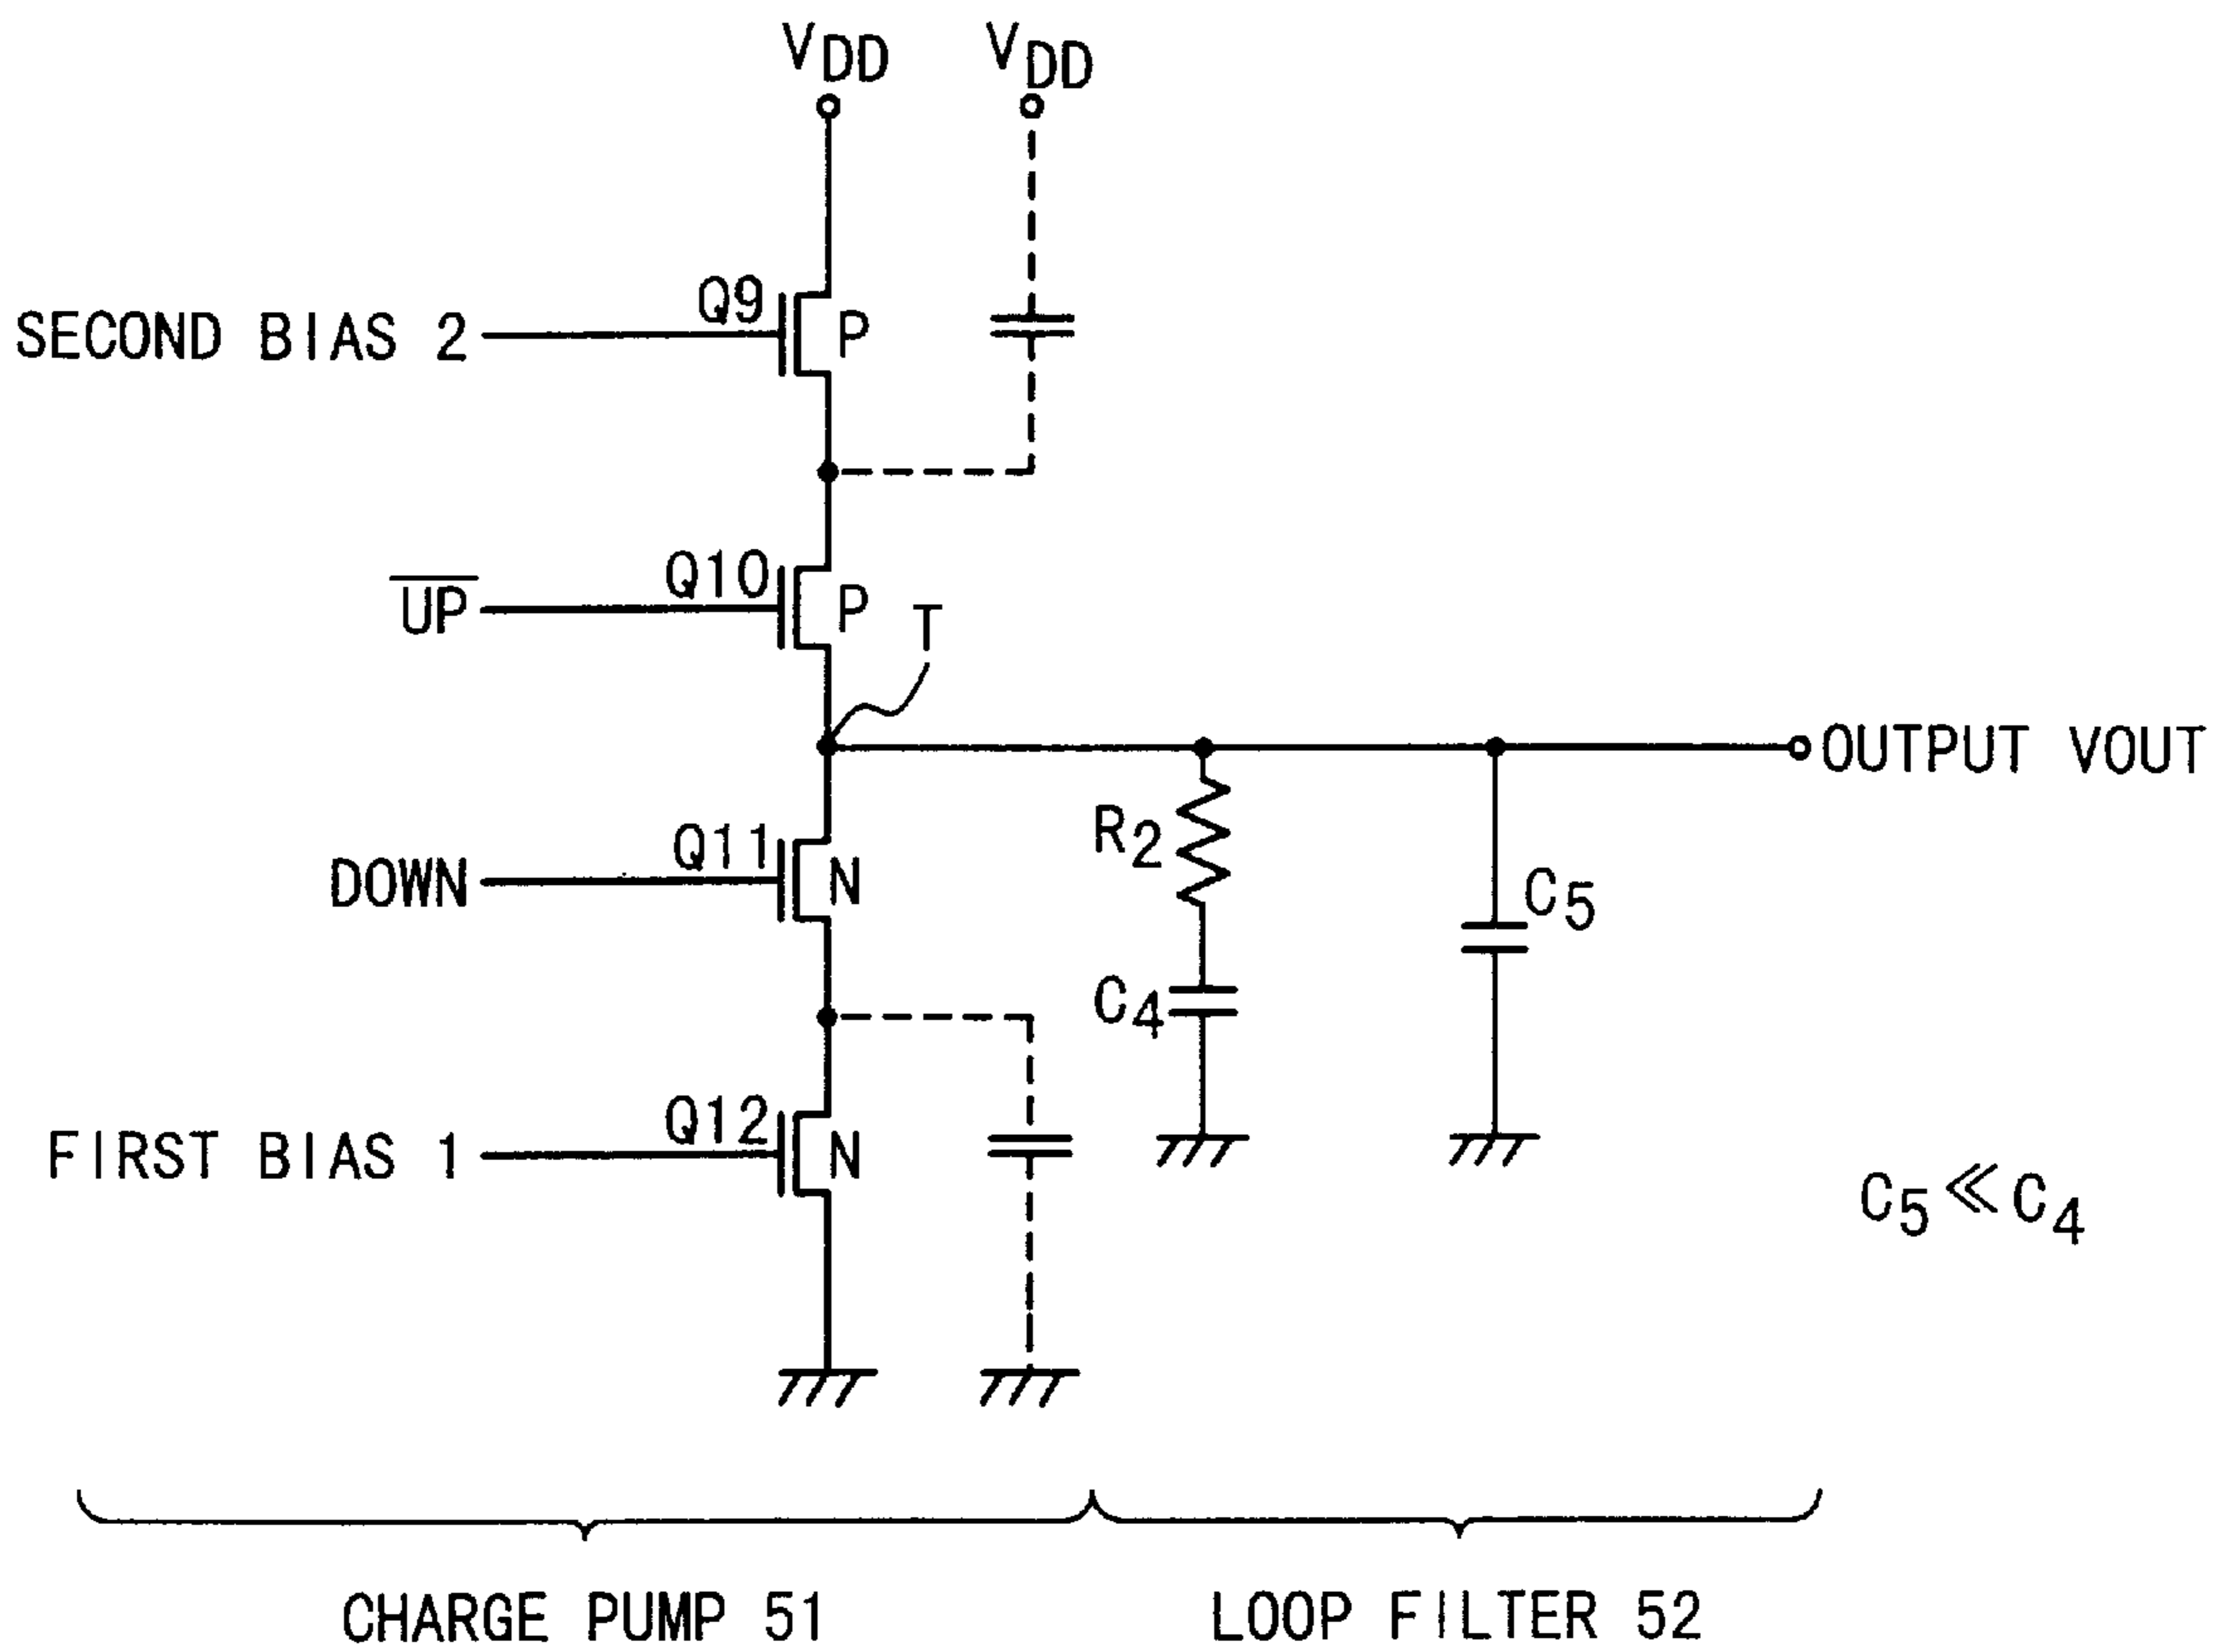 VDD
VDD
Q9
SECOND BIAS 2
P
Q10
UP
P
T
OUTPUT VOUT
R2
Q11
DOWN
N
C5
C4
Q12
FIRST BIAS 1
N
C5≪C4
CHARGE PUMP 51
LOOP FILTER 52